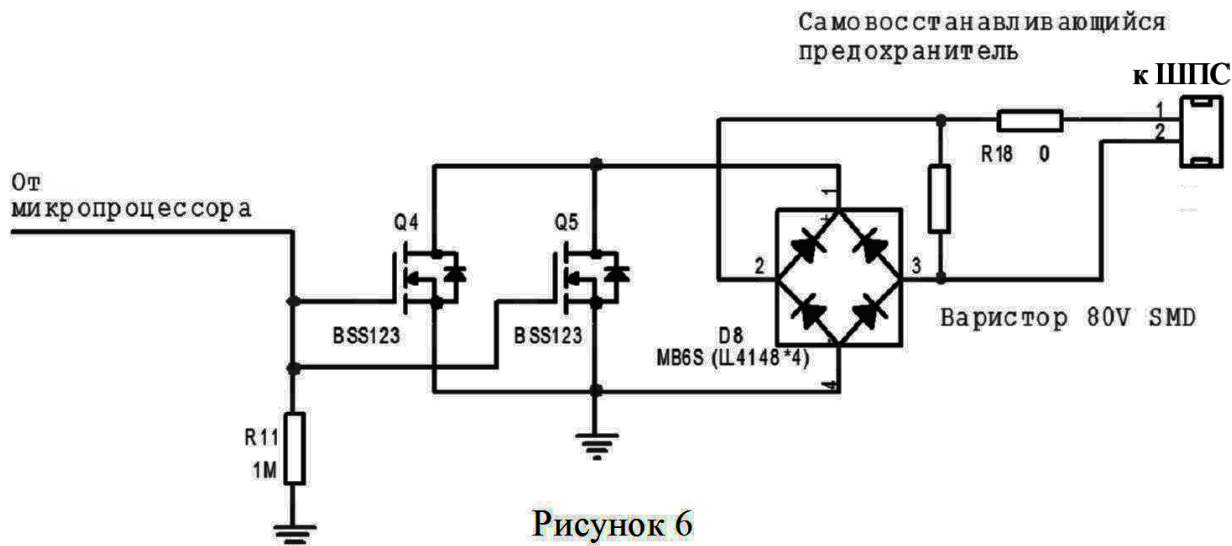 Самовосстанавливающийся
предохранитель
к ШПС
1
2
R18 0
От
микропроцессора
Q4
Q5
1
2
3
BSS123
BSS123
D8
MB6S (LL4148*4)
4
Варистор 80V SMD
R11
1M
Рисунок 6